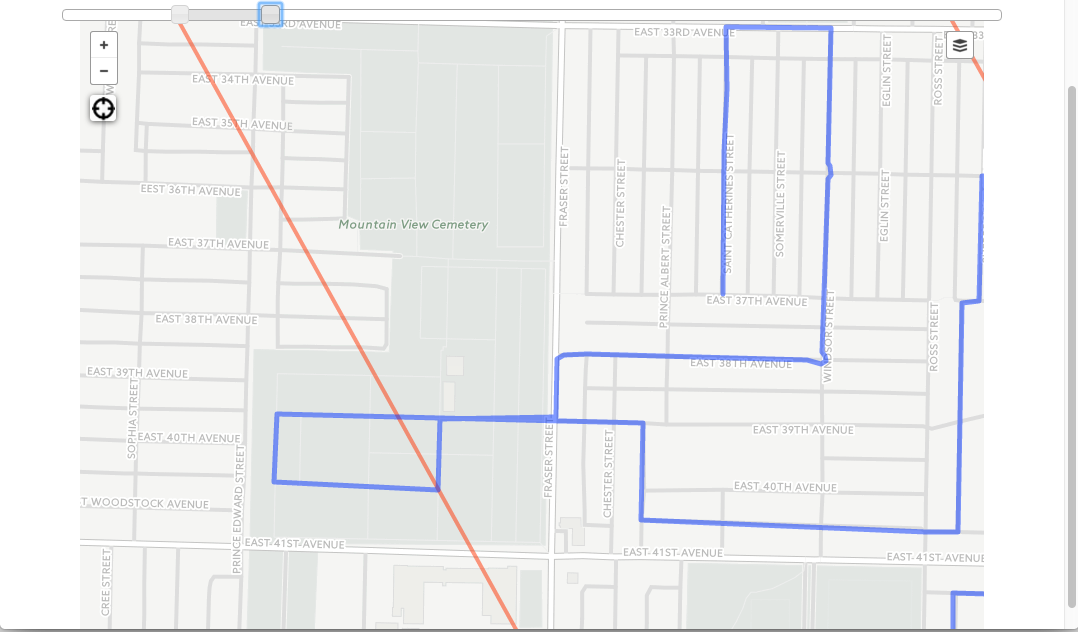 EAST 33RD AVENUE
EAST 33RD AVENUE
33
+
−
EAST 34TH AVENUE
EAST 35TH AVENUE
EEST 36TH AVENUE
EAST 37TH AVENUE
EAST 38TH AVENUE
EAST 39TH AVENUE
EAST 40TH AVENUE
T WOODSTOCK AVENUE
EAST 41ST AVENUE
SOPHIA STREET
PRINCE EDWARD STREET
CREE STREET
Mountain View Cemetery
FRASER STREET
FRASER STREET
CHESTER STREET
CHESTER STREET
PRINCE ALBERT STREET
SAINT CATHERINES STREET
SOMERVILLE STREET
WINDSOR STREET
EGLIN STREET
EGLIN STREET
ROSS STREET
ROSS STREET
EAST 37TH AVENUE
EAST 38TH AVENUE
EAST 39TH AVENUE
EAST 40TH AVENUE
EAST 41ST AVENUE
EAST 41ST AVENUE